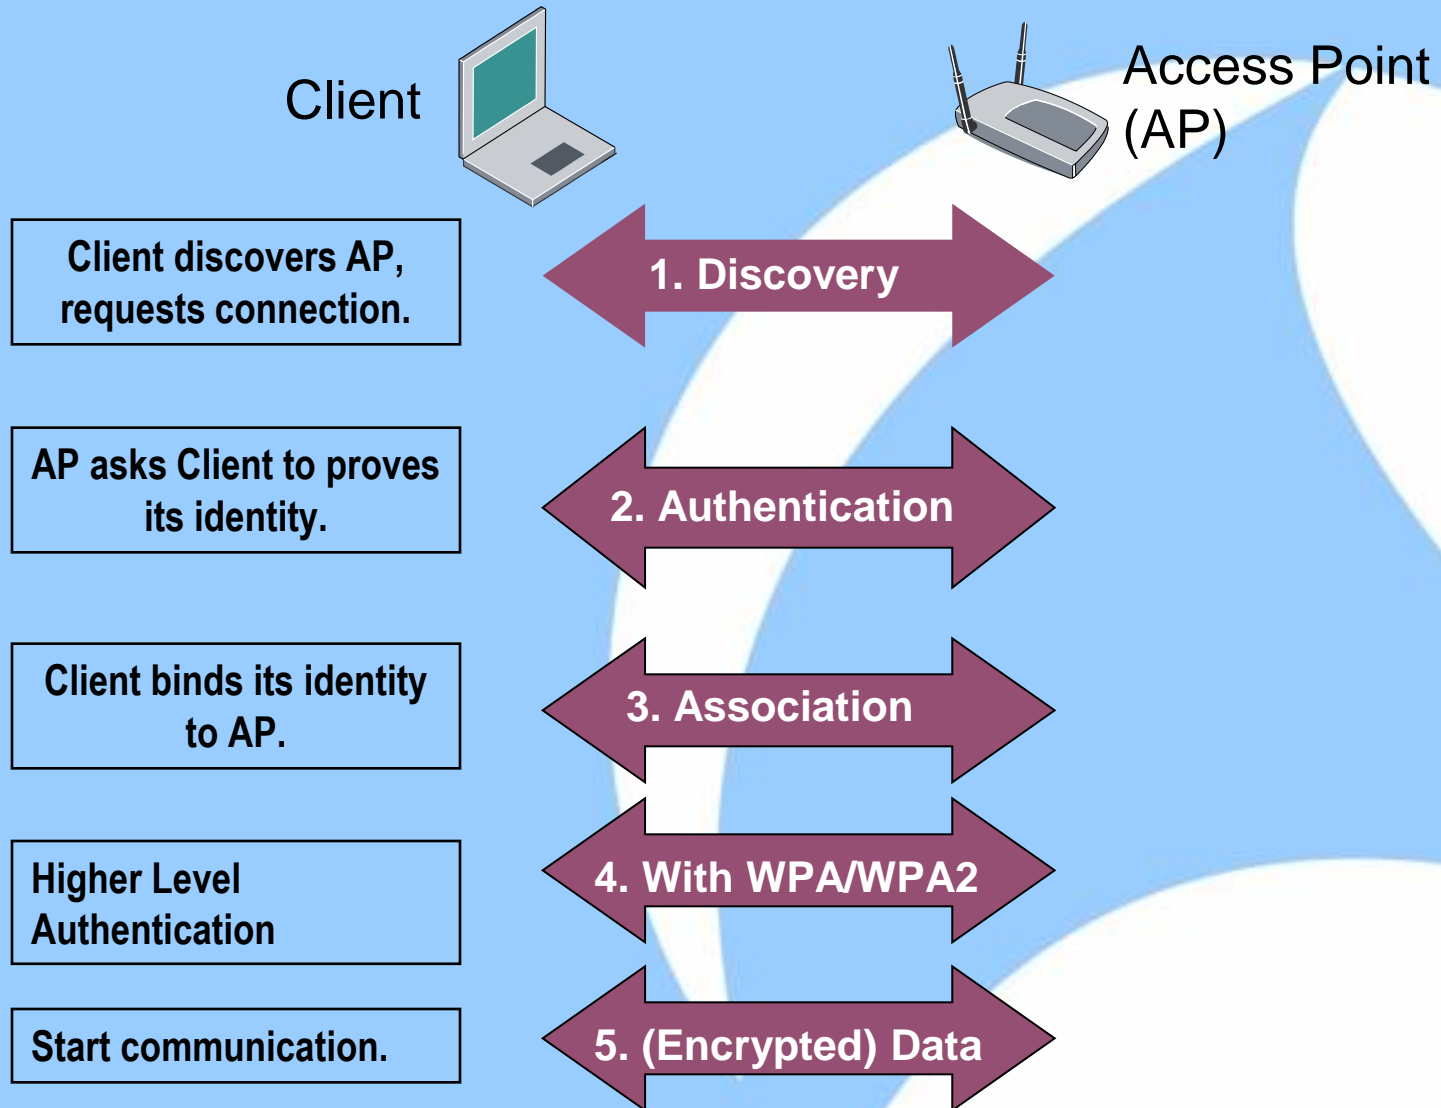 Client
Access Point
(AP)
Client discovers AP,
requests connection.
1. Discovery
AP asks Client to proves
its identity.
2. Authentication
Client binds its identity
to AP.
3. Association
Higher Level
Authentication
4. With WPA/WPA2
Start communication.
5. (Encrypted) Data